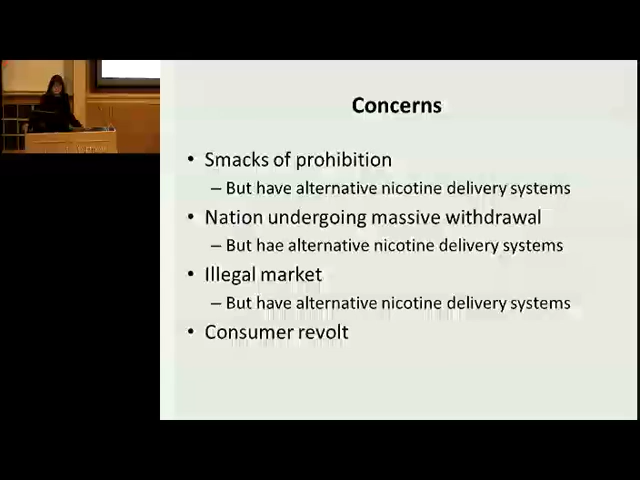 Concerns
• Smacks of prohibition
– But have alternative nicotine delivery systems
• Nation undergoing massive withdrawal
– But hae alternative nicotine delivery systems
• Illegal market
– But have alternative nicotine delivery systems
• Consumer revolt